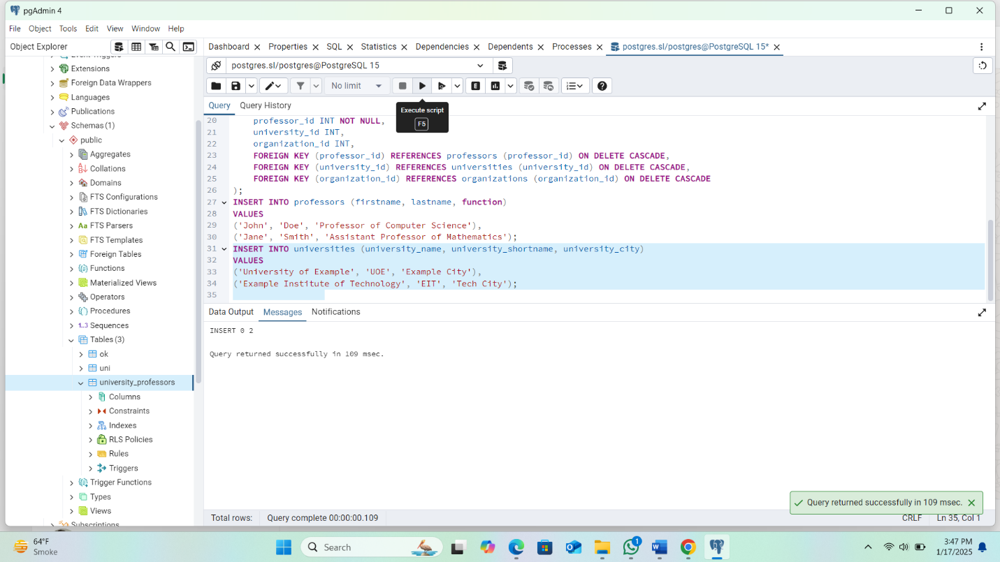 pgAdmin 4
File Object Tools Edit View Window Help
Object Explorer
Dashboard Properties SQL Statistics Dependencies Dependents Processes postgres.sl/postgres@PostgreSQL 15*
Event Triggers
Extensions
Foreign Data Wrappers
Languages
Publications
Schemas (1)
public
Aggregates
Collations
Domains
FTS Configurations
FTS Dictionaries
Aa FTS Parsers
FTS Templates
Foreign Tables
Functions
Materialized Views
Operators
Procedures
1..3 Sequences
Tables (3)
ok
uni
university_professors
Columns
Constraints
Indexes
RLS Policies
Rules
Triggers
Trigger Functions
Types
Views
Subscriptions
postgres.sl/postgres@PostgreSQL 15
No limit
E
Query Query History
Execute script
F5
20 professor_id INT NOT NULL,
21 university_id INT,
22 organization_id INT,
23 FOREIGN KEY (professor_id) REFERENCES professors (professor_id) ON DELETE CASCADE,
24 FOREIGN KEY (university_id) REFERENCES universities (university_id) ON DELETE CASCADE,
25 FOREIGN KEY (organization_id) REFERENCES organizations (organization_id) ON DELETE CASCADE
26 );
27 INSERT INTO professors (firstname, lastname, function)
28 VALUES
29 ('John', 'Doe', 'Professor of Computer Science'),
30 ('Jane', 'Smith', 'Assistant Professor of Mathematics');
31 INSERT INTO universities (university_name, university_shortname, university_city)
32 VALUES
33 ('University of Example', 'UOE', 'Example City'),
34 ('Example Institute of Technology', 'EIT', 'Tech City');
35
Data Output Messages Notifications
INSERT 0 2
Query returned successfully in 109 msec.
Query returned successfully in 109 msec.
Total rows: Query complete 00:00:00.109 CRLF Ln 35, Col 1
64°F
Smoke
Search
1
3:47 PM
1/17/2025